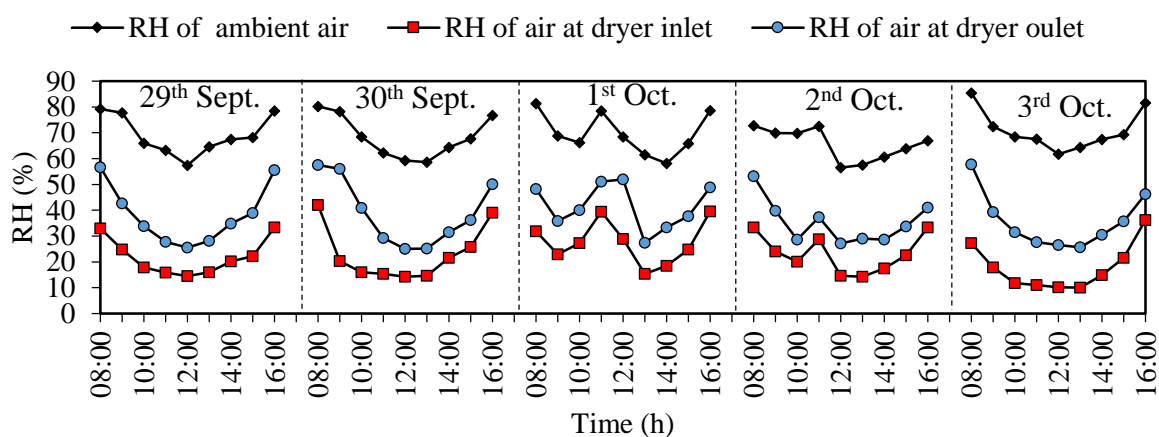 RH of ambient air RH of air at dryer inlet RH of air at dryer oulet
90
80
70
60
50
40
30
20
10
0
RH (%)
29th Sept. 30th Sept. 1st Oct. 2nd Oct. 3rd Oct.
08:00 10:00 12:00 14:00 16:00 08:00 10:00 12:00 14:00 16:00 08:00 10:00 12:00 14:00 16:00 08:00 10:00 12:00 14:00 16:00 08:00 10:00 12:00 14:00 16:00
Time (h)